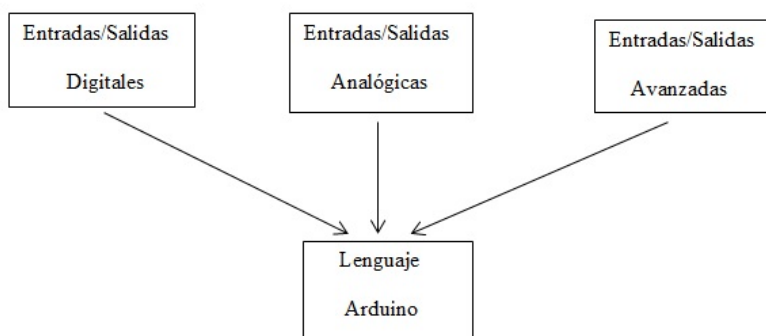 Entradas/Salidas
Digitales
Entradas/Salidas
Analógicas
Entradas/Salidas
Avanzadas
Lenguaje
Arduino